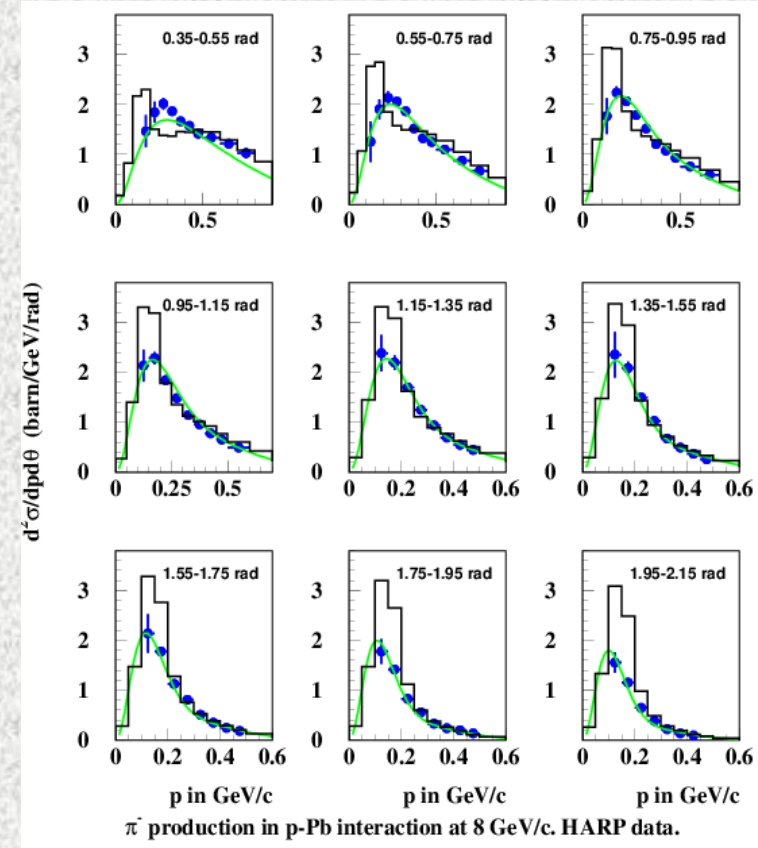 0.35-0.55 rad
0.55-0.75 rad
0.75-0.95 rad
3
2
1
0
0 0.5
3
2
1
0
0 0.5
3
2
1
0
0 0.5
d²σ/dpdθ (barn/GeV/rad)
0.95-1.15 rad
1.15-1.35 rad
1.35-1.55 rad
3
2
1
0
0 0.25 0.5
3
2
1
0
0 0.2 0.4 0.6
3
2
1
0
0 0.2 0.4 0.6
1.55-1.75 rad
1.75-1.95 rad
1.95-2.15 rad
3
2
1
0
0 0.2 0.4 0.6
3
2
1
0
0 0.2 0.4 0.6
3
2
1
0
0 0.2 0.4 0.6
p in GeV/c
p in GeV/c
p in GeV/c
π⁻ production in p-Pb interaction at 8 GeV/c. HARP data.